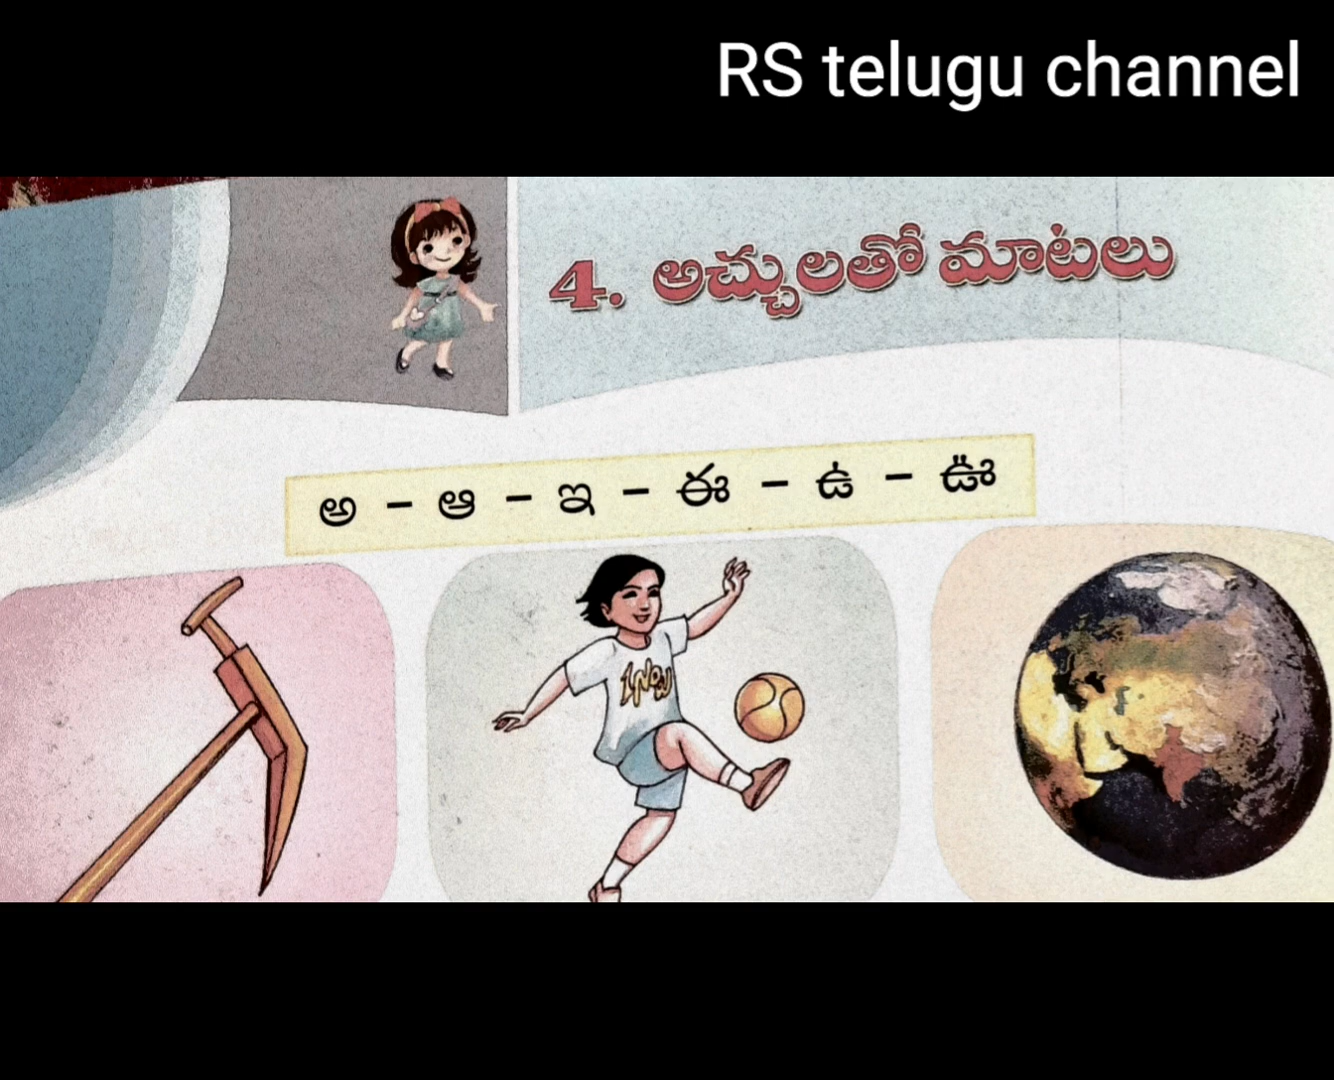 RS telugu channel
4. అచ్చులతో మాటలు
అ - ఆ - ఇ - ఈ - ఉ - ఊ